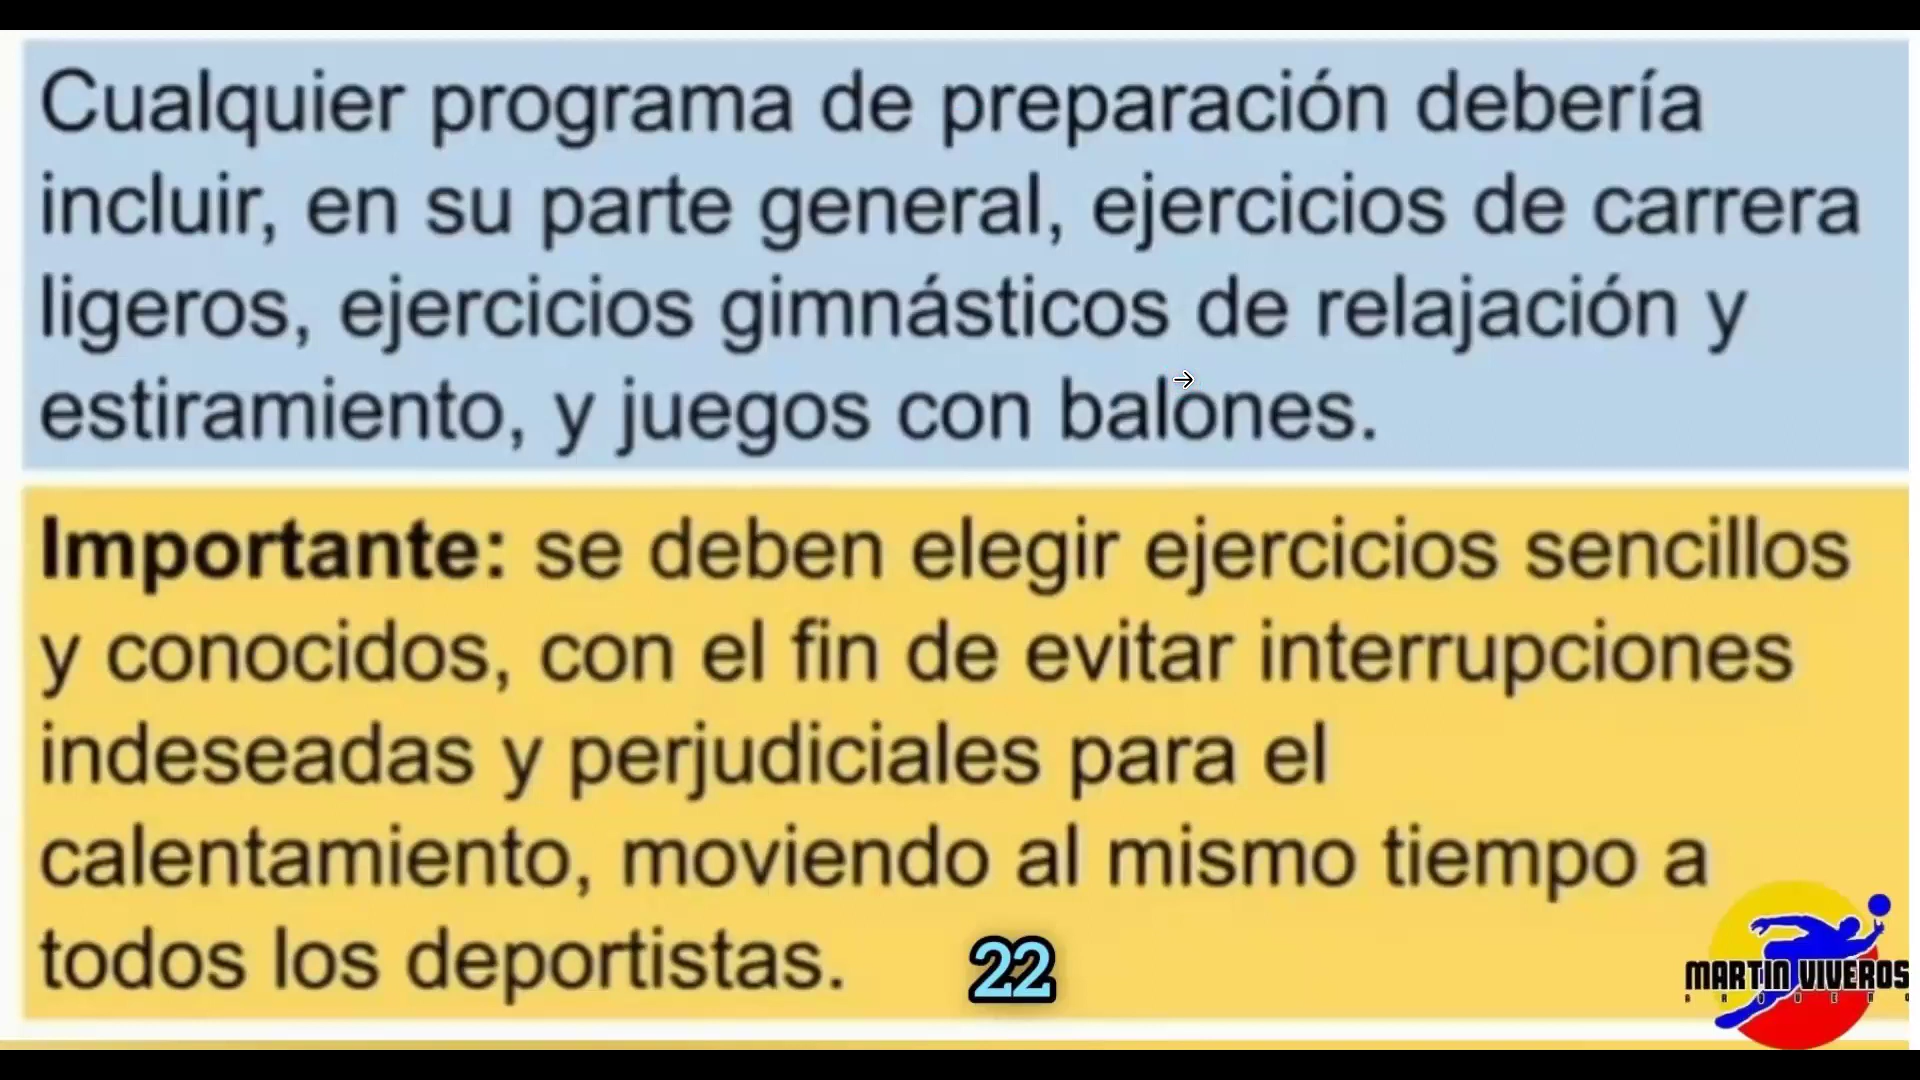 Cualquier programa de preparación debería
incluir, en su parte general, ejercicios de carrera
ligeros, ejercicios gimnásticos de relajación y
estiramiento, y juegos con balones.
Importante: se deben elegir ejercicios sencillos
y conocidos, con el fin de evitar interrupciones
indeseadas y perjudiciales para el
calentamiento, moviendo al mismo tiempo a
todos los deportistas.
22
MARTIN VIVEROS